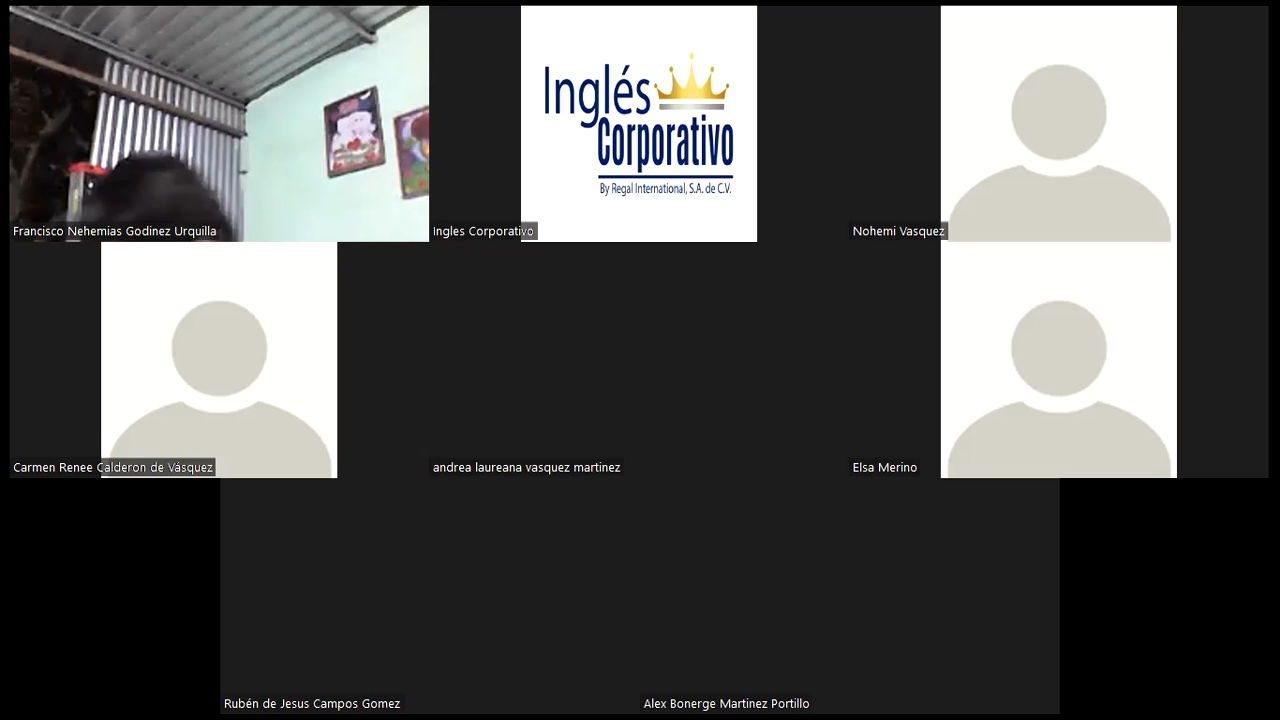 Francisco Nehemias Godinez Urquilla
Inglés
Corporativo
By Regal International, S.A. de C.V.
Ingles Corporativo
Nohemi Vasquez
Carmen Renee Calderon de Vásquez
andrea laureana vasquez martinez
Elsa Merino
Rubén de Jesus Campos Gomez
Alex Bonerge Martinez Portillo